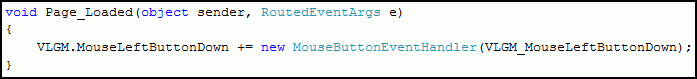 void Page_Loaded(object sender, RoutedEventArgs e)
{
    VLGM.MouseLeftButtonDown += new MouseButtonEventHandler(VLGM_MouseLeftButtonDown);
}